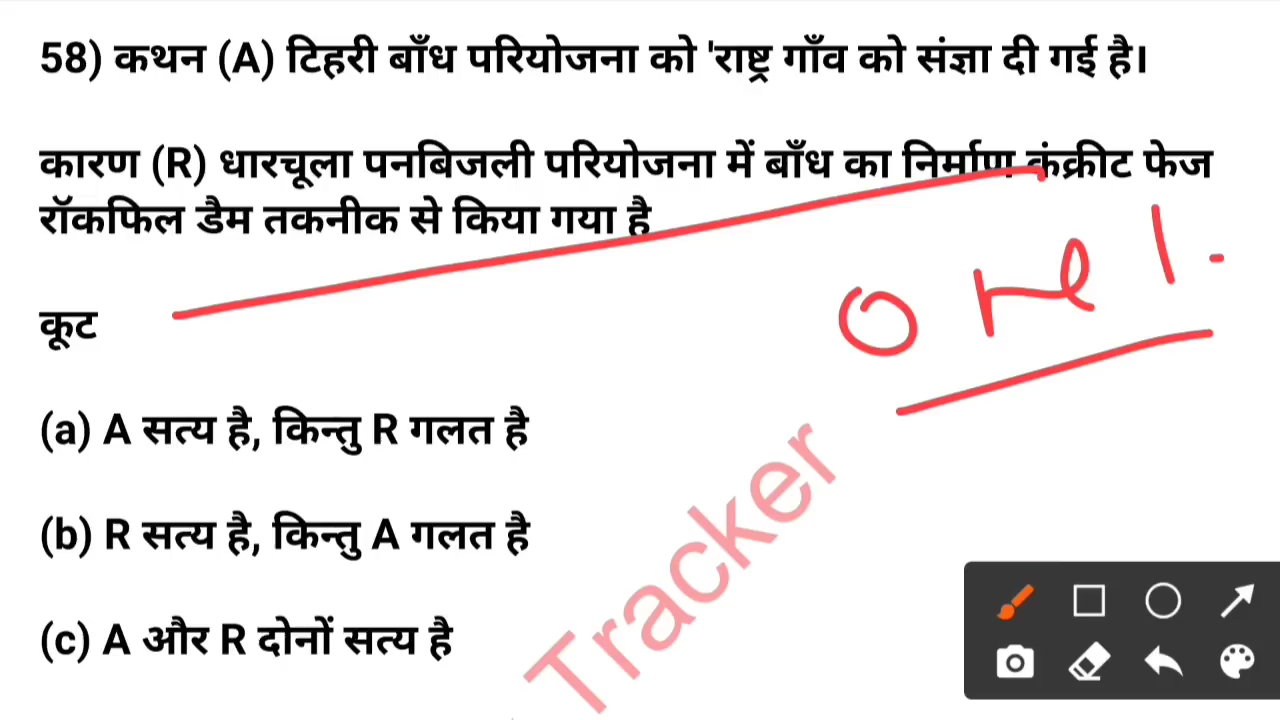 58) कथन (A) टिहरी बाँध परियोजना को 'राष्ट्र गाँव को संज्ञा दी गई है।
कारण (R) धारचूला पनबिजली परियोजना में बाँध का निर्माण कंक्रीट फेज
रॉकफिल डैम तकनीक से किया गया है
कूट
(a) A सत्य है, किन्तु R गलत है
(b) R सत्य है, किन्तु A गलत है
(c) A और R दोनों सत्य है
Tracker